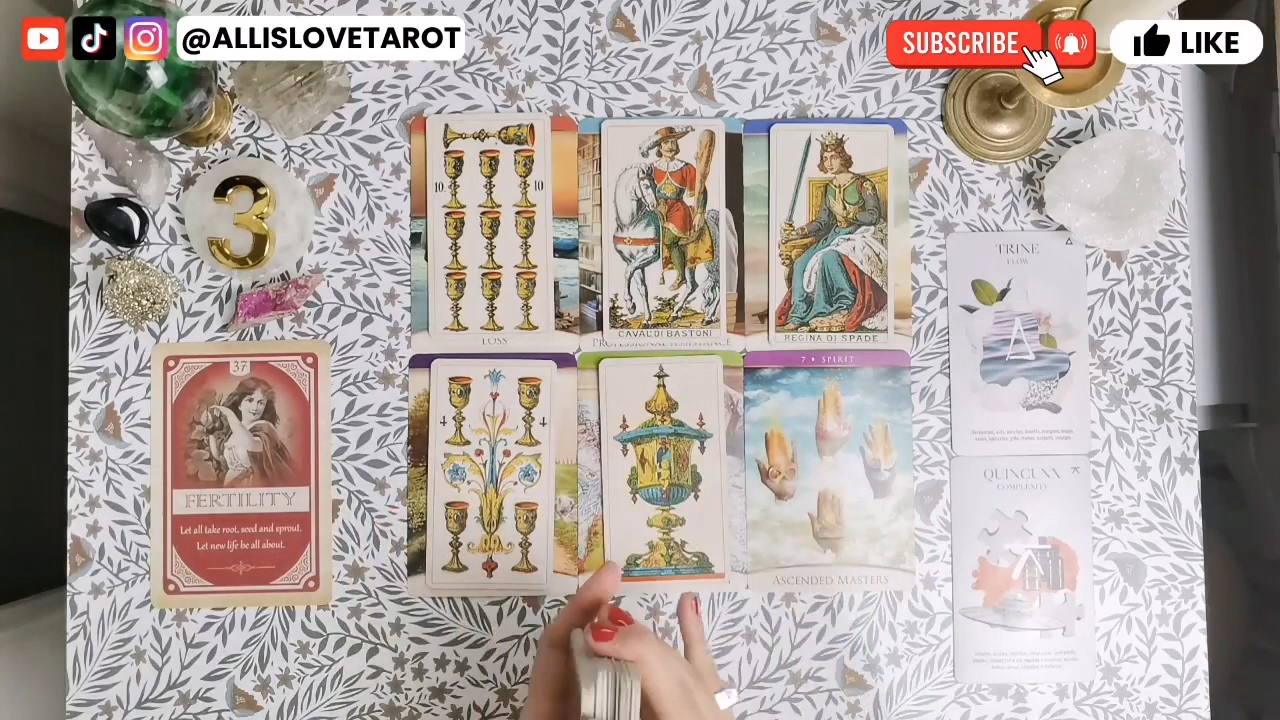 @ALLISLOVETAROT
SUBSCRIBE
LIKE
3
10. 10
LOSS
CAVAL DI BASTONI
PROFESSIONAL ASSISTANCE
REGINA DI SPADE
TRINE
FLOW
37
FERTILITY
Let all take root, seed and sprout.
Let new life be all about.
4 4
7 • SPIRIT
ASCENDED MASTERS
QUINCUNX
COMPLEXITY